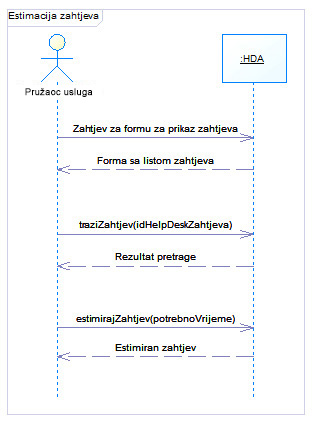 Estimacija zahtjeva
:HDA
Pružaoc usluga
Zahtjev za formu za prikaz zahtjeva
Forma sa listom zahtjeva
traziZahtjev(idHelpDeskZahtjeva)
Rezultat pretrage
estimirajZahtjev(potrebnoVrijeme)
Estimiran zahtjev